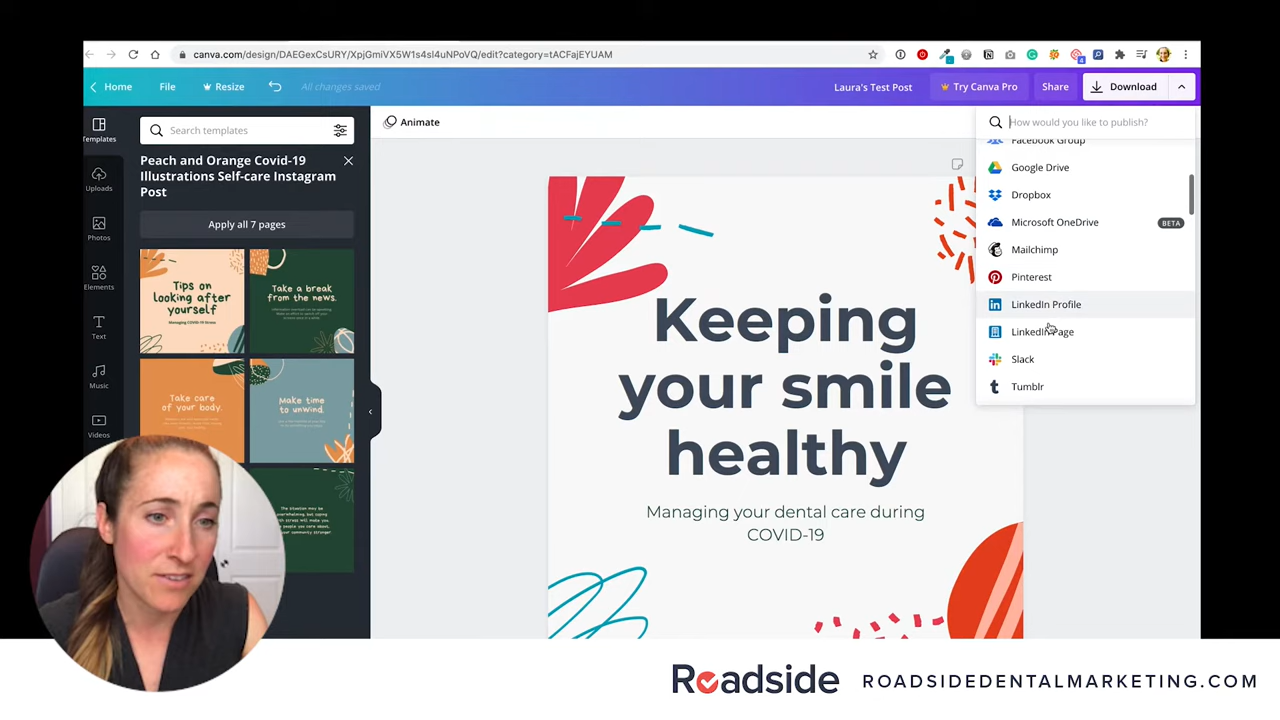 canva.com/design/DAEGexCsURY/XpjGmiVX5W1s4sI4uNPoVQ/edit?category=tACFajEYUAM
Home
File
Resize
All changes saved
Laura's Test Post
Try Canva Pro
Share
Download
Templates
Uploads
Photos
Elements
Text
Music
Videos
Search templates
Peach and Orange Covid-19
Illustrations Self-care Instagram
Post
Apply all 7 pages
Tips on
looking after
yourself
Managing COVID-19 Stress
Take a break
from the news.
Take care
of your body.
Make time
to unwind.
Animate
Keeping
your smile
healthy
Managing your dental care during
COVID-19
How would you like to publish?
Facebook Group
Google Drive
Dropbox
Microsoft OneDrive
BETA
Mailchimp
Pinterest
LinkedIn Profile
LinkedIn Page
Slack
Tumblr
Roadside
ROADSIDEDENTALMARKETING.COM